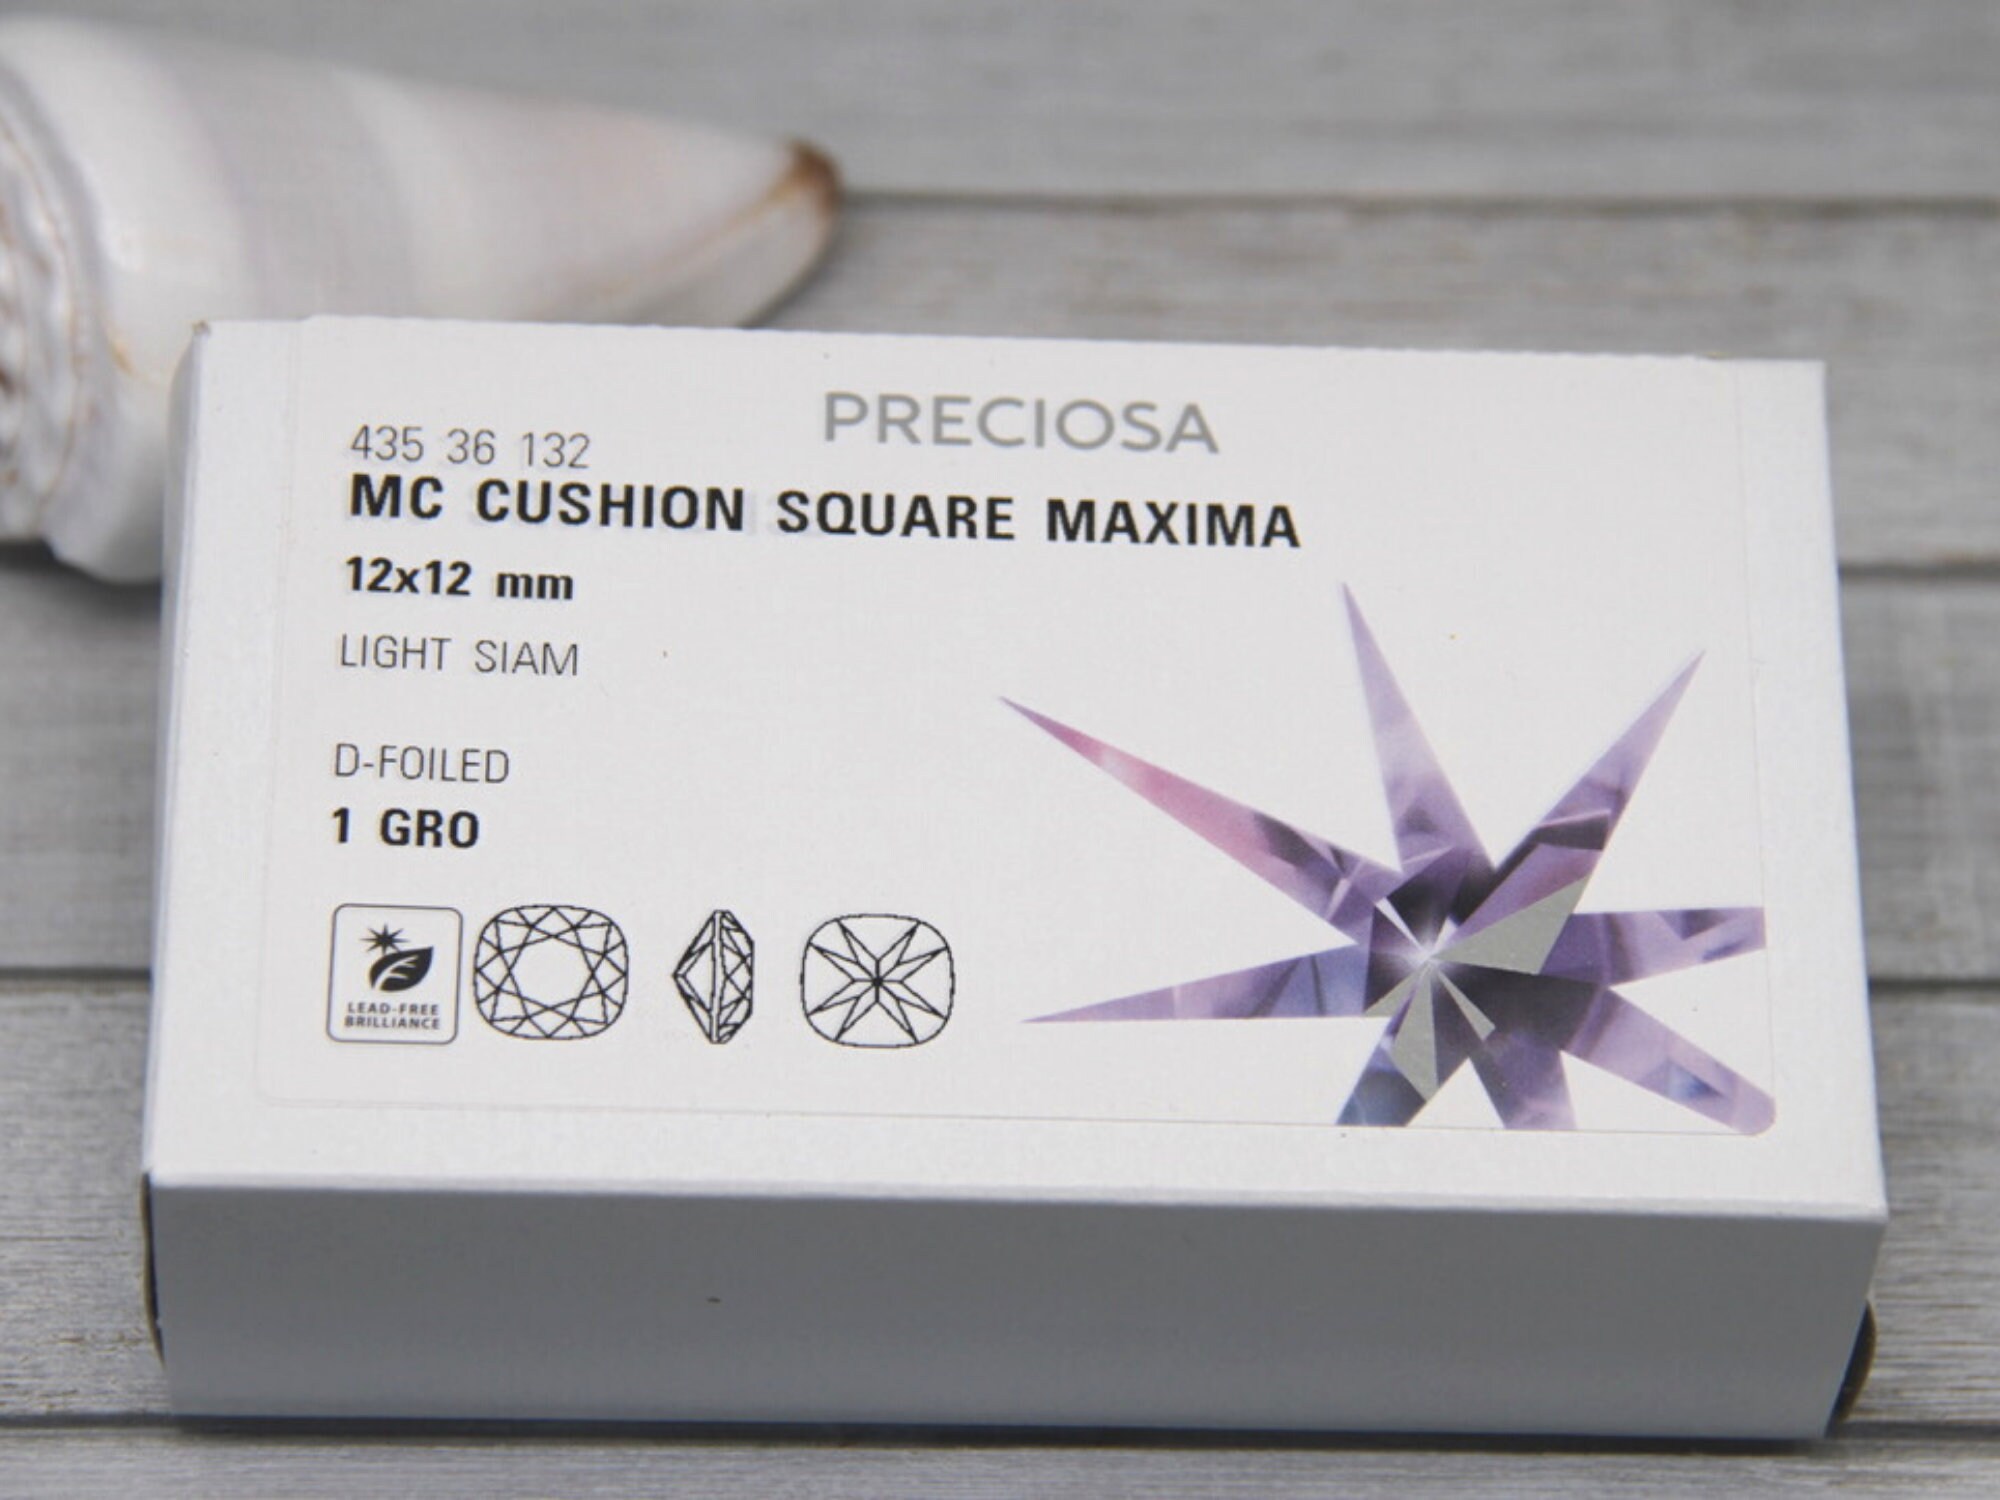 PRECIOSA
435 36 132
MC CUSHION SQUARE MAXIMA
12x12 mm
LIGHT SIAM
D-FOILED
1 GRO
LEAD-FREE
BRILLIANCE